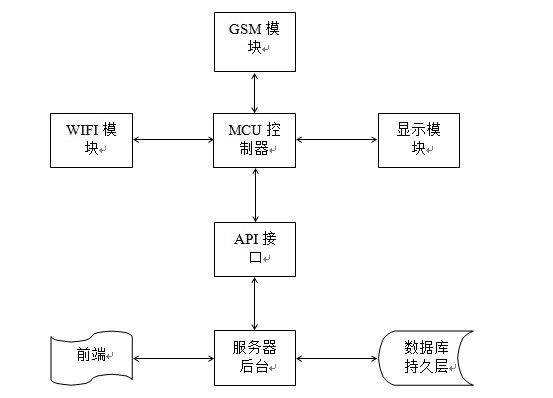 GSM 模
块
WIFI 模
块
MCU 控
制器
显示模
块
API 接
口
前端
服务器
后台
数据库
持久层